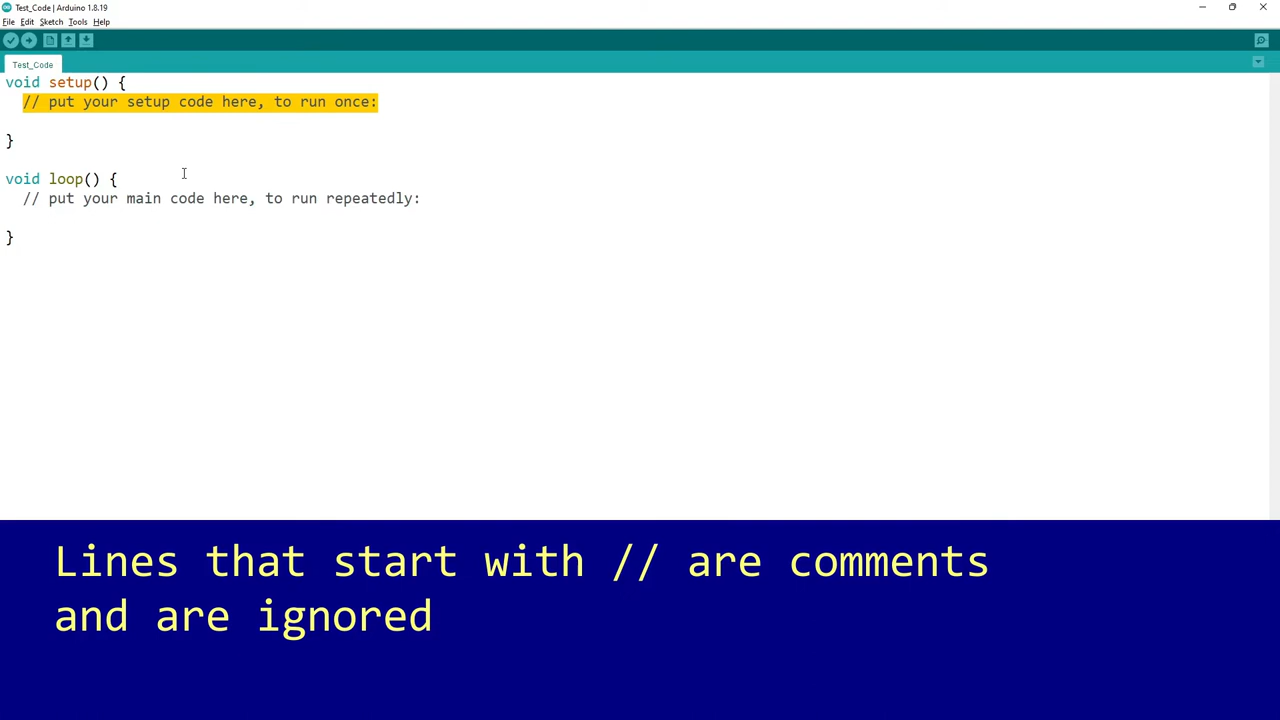 Test_Code | Arduino 1.8.19
File Edit Sketch Tools Help
Test_Code
void setup() {
// put your setup code here, to run once:
}
void loop() {
// put your main code here, to run repeatedly:
}
Lines that start with // are comments
and are ignored